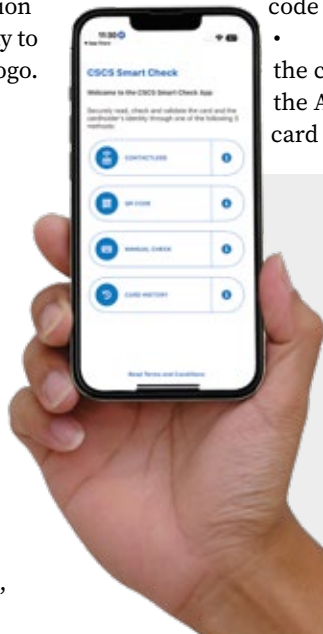 ion
y to
ogo.
code
•
the c
the A
card
11:30
App Store
CSCS Smart Check
Welcome to the CSCS Smart Check App
Securely read, check and validate the card and the
cardholder's identity through one of the following 3
methods:
CONTACTLESS
QR CODE
MANUAL CHECK
CARD HISTORY
Read Terms and Conditions
,